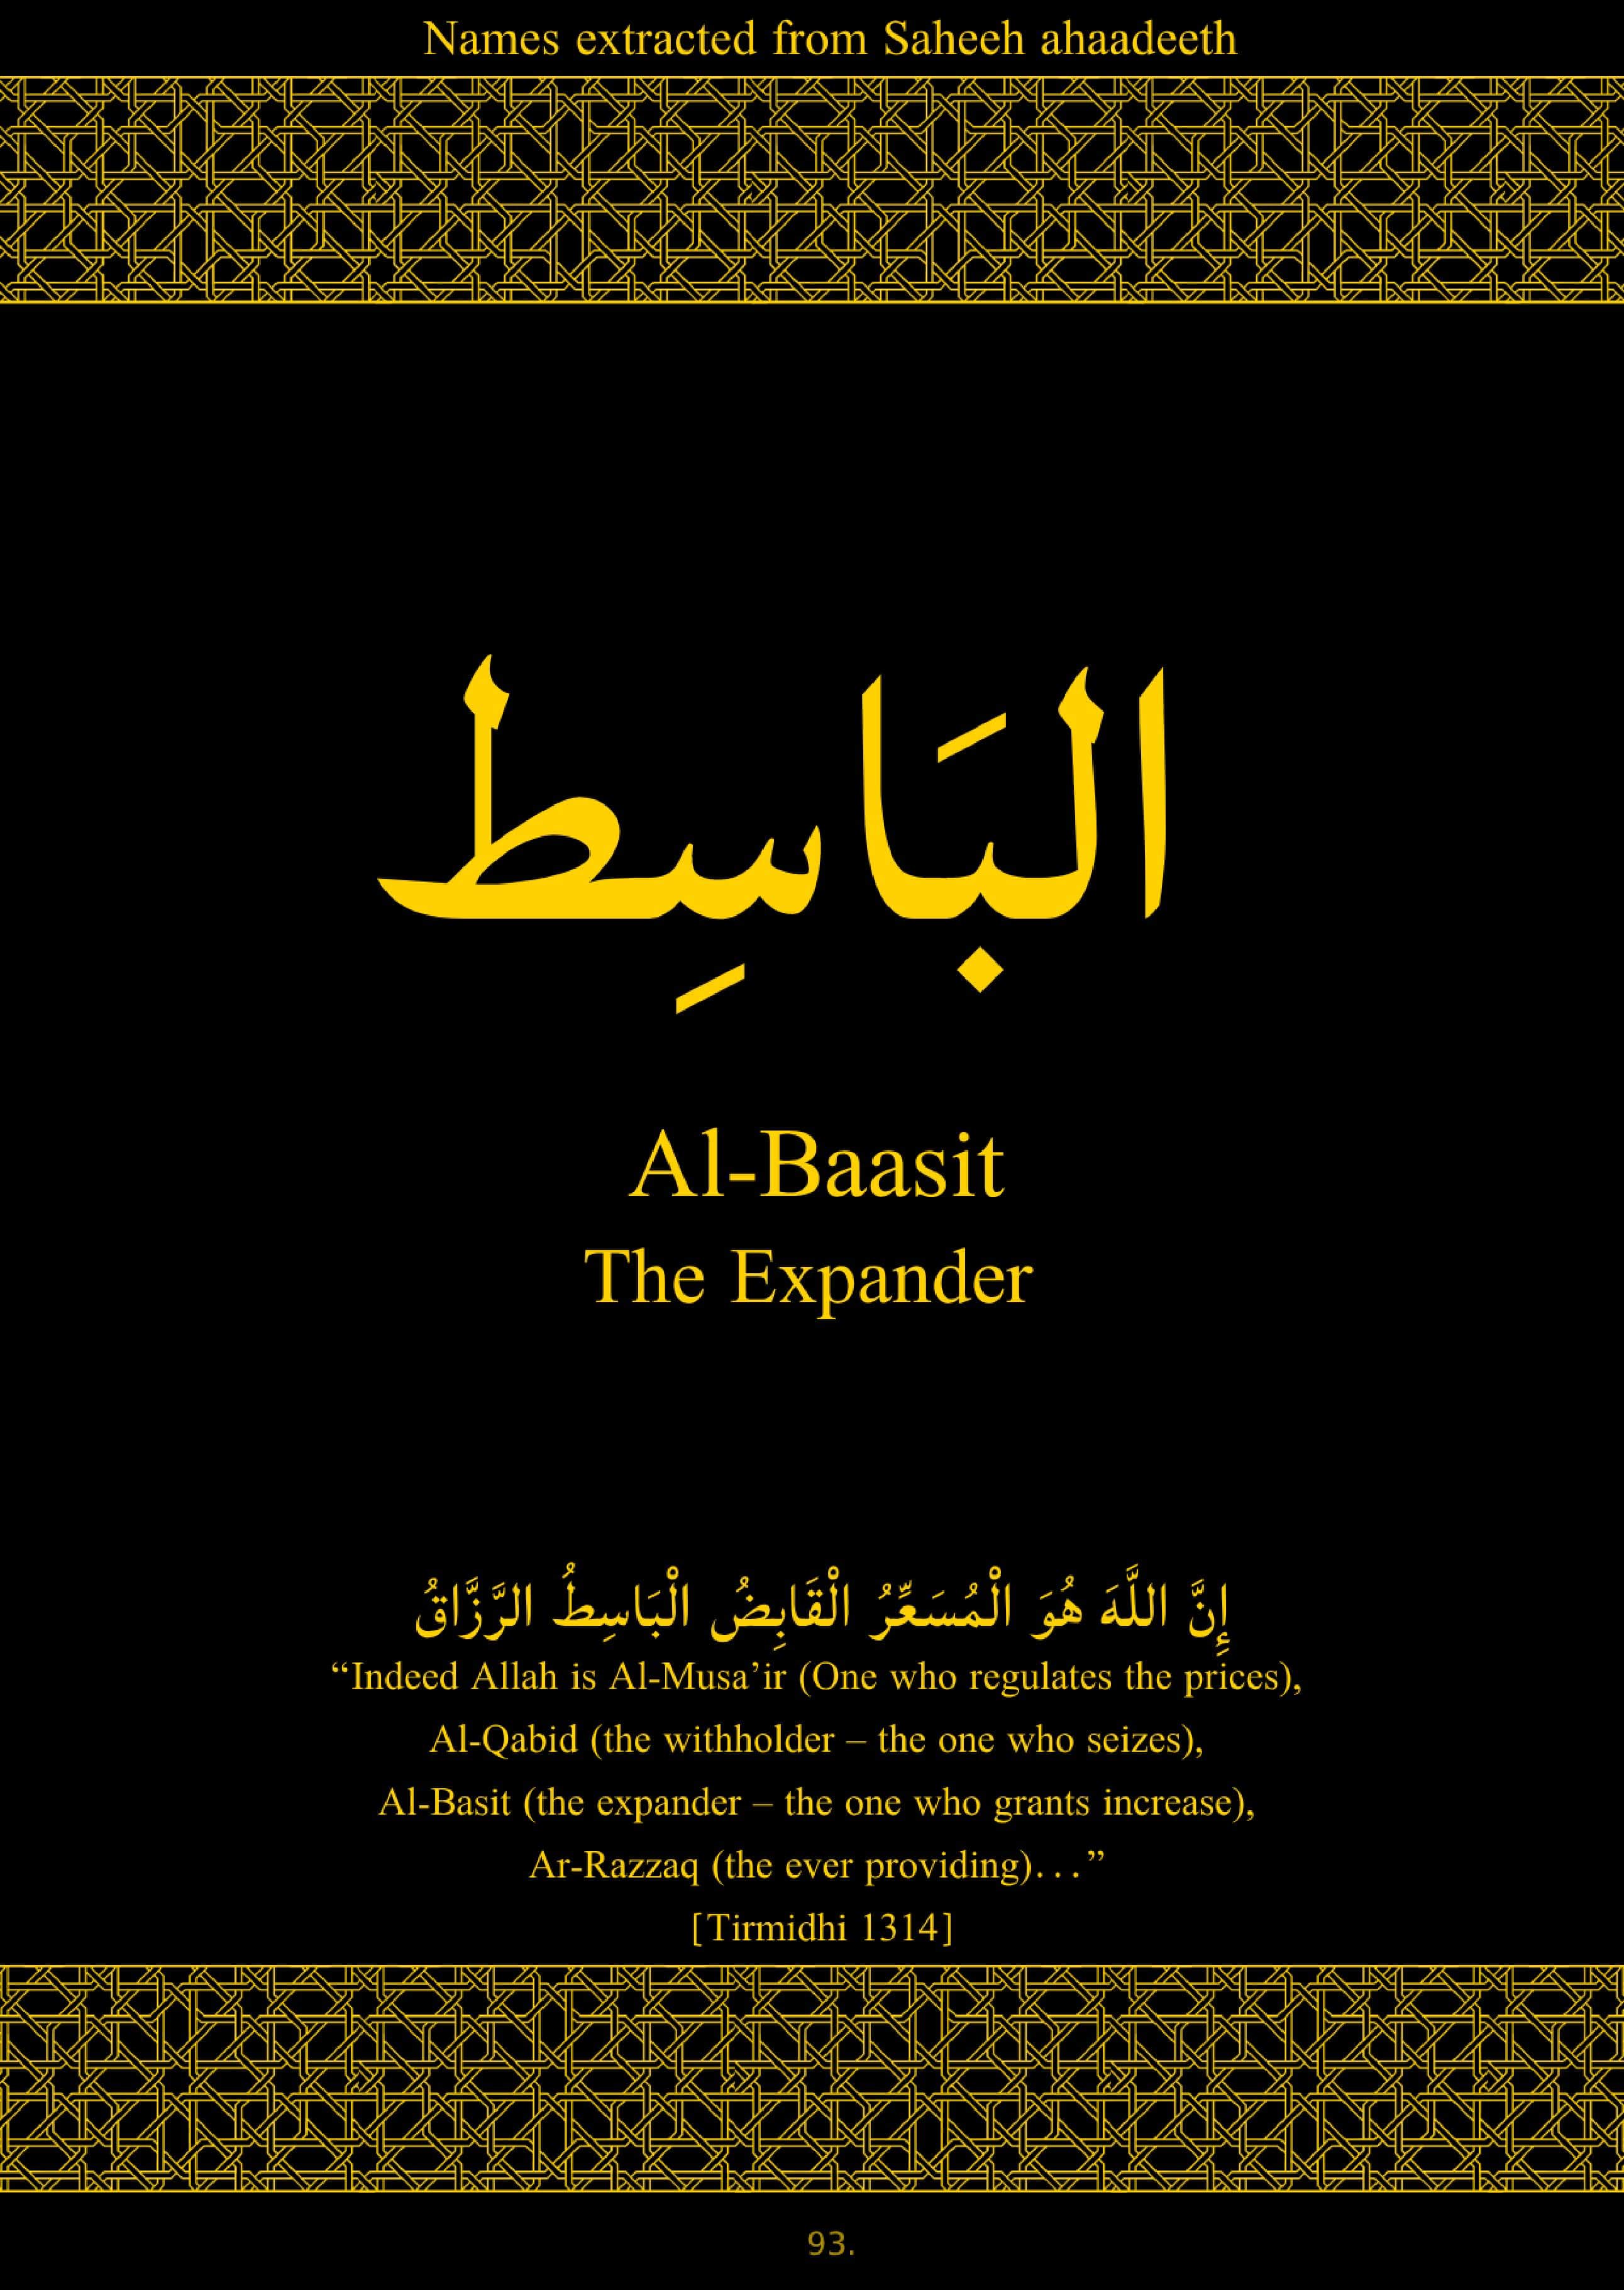 Names extracted from Saheeh ahaadeeth
البَاسِط
Al-Baasit
The Expander
إِنَّ اللَّهَ هُوَ الْمُسَعِّرُ الْقَابِضُ الْبَاسِطُ الرَّزَّاقُ
“Indeed Allah is Al-Musa’ir (One who regulates the prices),
Al-Qabid (the withholder – the one who seizes),
Al-Basit (the expander – the one who grants increase),
Ar-Razzaq (the ever providing)...”
[Tirmidhi 1314]
93.